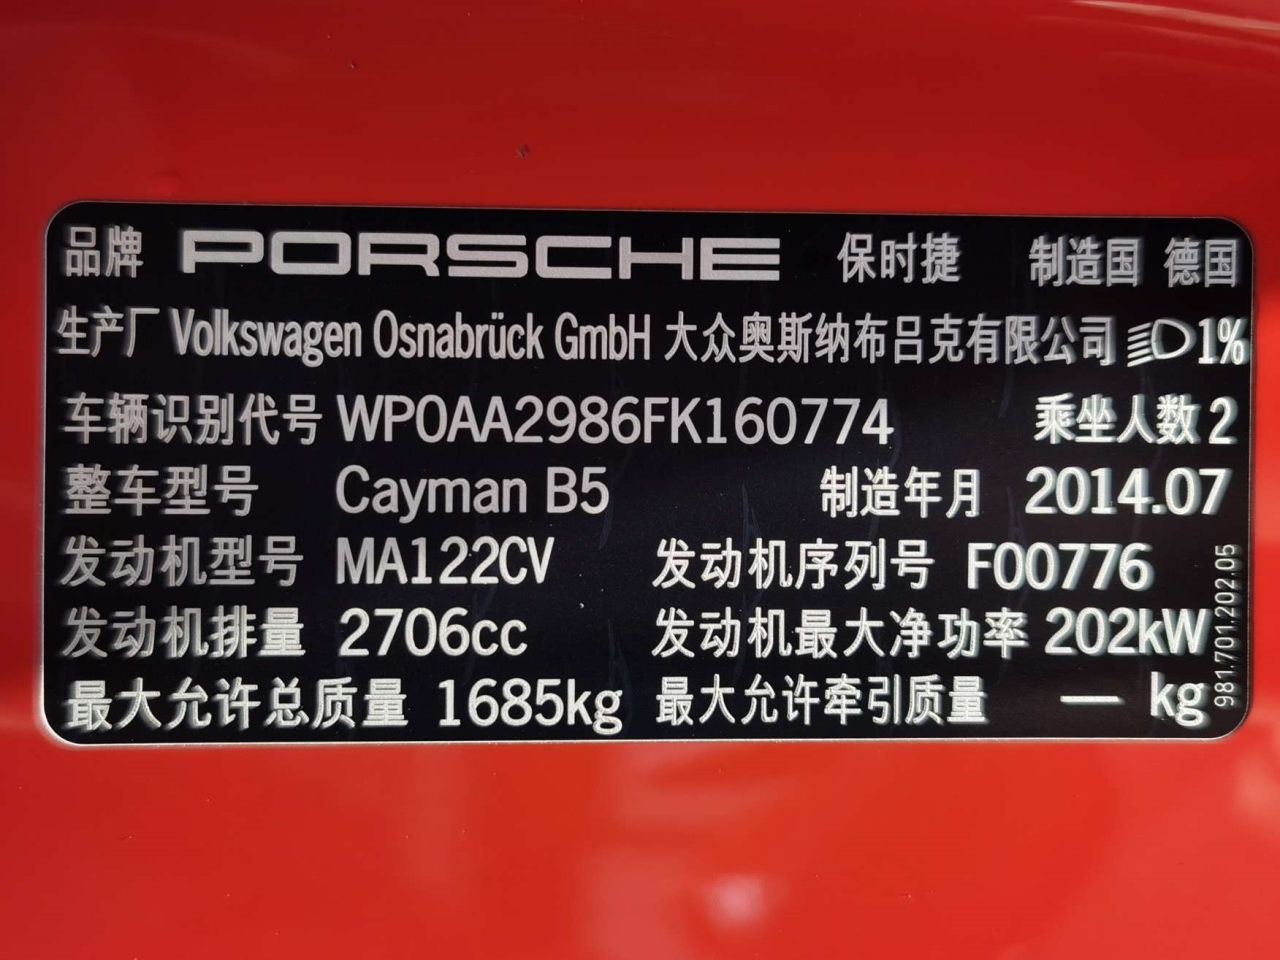 品牌 PORSCHE 保时捷 制造国 德国
生产厂 Volkswagen Osnabrück GmbH 大众奥斯纳布吕克有限公司 1%
车辆识别代号 WP0AA2986FK160774 乘坐人数 2
整车型号 Cayman B5 制造年月 2014.07
发动机型号 MA122CV 发动机序列号 F00776
发动机排量 2706cc 发动机最大净功率 202kW
最大允许总质量 1685kg 最大允许牵引质量 — kg
981.701.202.05